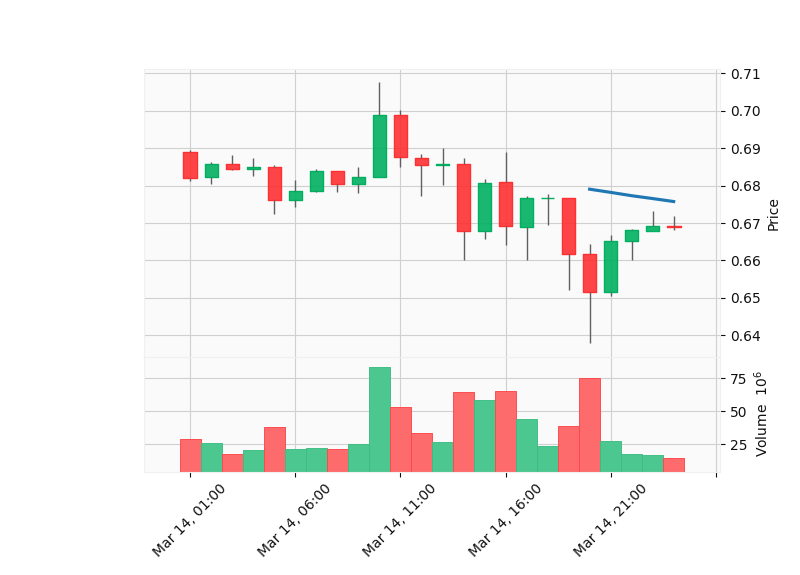 0.71
0.70
0.69
0.68
0.67
0.66
0.65
0.64
Price
75
50
25
Volume 10⁶
Mar 14, 01:00
Mar 14, 06:00
Mar 14, 11:00
Mar 14, 16:00
Mar 14, 21:00